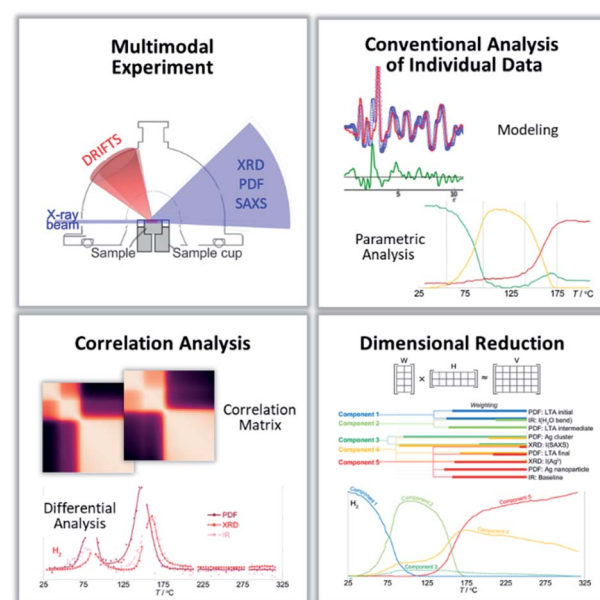 Multimodal
Experiment
DRIFTS
XRD
PDF
SAXS
X-ray
beam
Sample
Sample cup
Conventional Analysis
of Individual Data
Modeling
5 10
r
Parametric
Analysis
25 75 125 175 T / °C
Correlation Analysis
Correlation
Matrix
Differential
Analysis
PDF
XRD
IR
H₂
25 75 125 175 225 275 325
T / °C
Dimensional Reduction
W H V
× ≈
Weighting
Component 1
Component 2
Component 3
Component 4
Component 5
PDF: LTA initial
IR: I(H₂O bend)
PDF: LTA intermediate
PDF: Ag cluster
XRD: I(SAXS)
PDF: LTA final
XRD: I(Ag⁰)
PDF: Ag nanoparticle
IR: Baseline
H₂
Component 1
Component 2
Component 3
Component 4
Component 5
25 75 125 175 225 275 325
T / °C